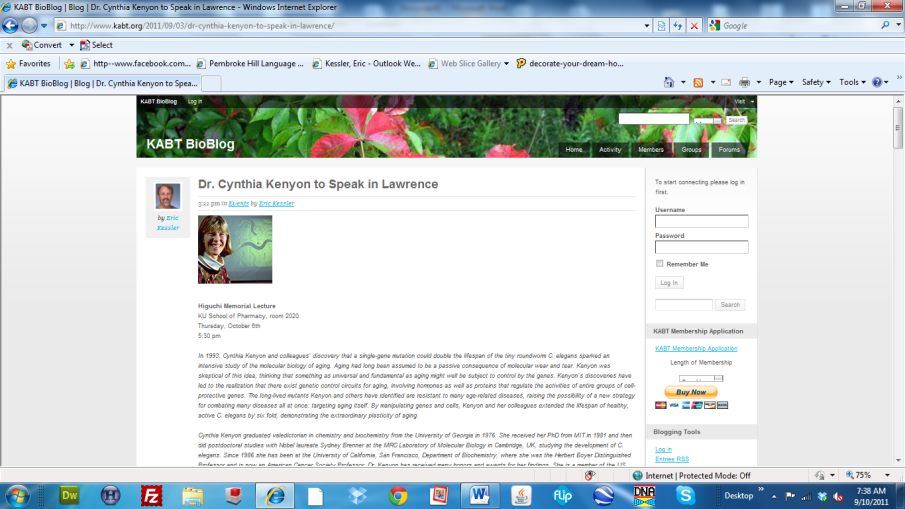 KABT BioBlog | Blog | Dr. Cynthia Kenyon to Speak in Lawrence - Windows Internet Explorer
http://www.kabt.org/2011/09/03/dr-cynthia-kenyon-to-speak-in-lawrence/
Google
x Convert Select
Favorites http--www.facebook.com... Pembroke Hill Language ... Kessler, Eric - Outlook We... Web Slice Gallery decorate-your-dream-ho...
KABT BioBlog | Blog | Dr. Cynthia Kenyon to Spea...
Page Safety Tools
KABT BioBlog Log in Visit
Search
KABT BioBlog
Home Activity Members Groups Forums
Dr. Cynthia Kenyon to Speak in Lawrence
5:22 pm in Events by Eric Kessler
by Eric
Kessler
Higuchi Memorial Lecture
KU School of Pharmacy, room 2020
Thursday, October 6th
5:30 pm
In 1993, Cynthia Kenyon and colleagues' discovery that a single-gene mutation could double the lifespan of the tiny roundworm C. elegans sparked an
intensive study of the molecular biology of aging. Aging had long been assumed to be a passive consequence of molecular wear and tear. Kenyon was
skeptical of this idea, thinking that something as universal and fundamental as aging might well be subject to control by the genes. Kenyon's discoveries have
led to the realization that there exist genetic control circuits for aging, involving hormones as well as proteins that regulate the activities of entire groups of cell-
protective genes. The long-lived mutants Kenyon and others have identified are resistant to many age-related diseases, raising the possibility of a new strategy
for combating many diseases all at once: targeting aging itself. By manipulating genes and cells, Kenyon and her colleagues extended the lifespan of healthy,
active C. elegans by six fold, demonstrating the extraordinary plasticity of aging.
Cynthia Kenyon graduated valedictorian in chemistry and biochemistry from the University of Georgia in 1976. She received her PhD from MIT in 1981 and then
did postdoctoral studies with Nobel laureate Sydney Brenner at the MRC Laboratory of Molecular Biology in Cambridge, UK, studying the development of C.
elegans. Since 1986 she has been at the University of California, San Francisco, Department of Biochemistry, where she was the Herbert Boyer Distinguished
Professor and is now an American Cancer Society Professor. Dr. Kenyon has received many honors and awards for her findings. She is a member of the US
To start connecting please log in
first.
Username
Password
Remember Me
Log In
Search
KABT Membership Application
KABT Membership Application
Length of Membership
Buy Now
Blogging Tools
Log in
Entries RSS
Internet | Protected Mode: Off 75%
Dw
Fz
W
flip
DNA
S
Desktop
7:38 AM
9/10/2011